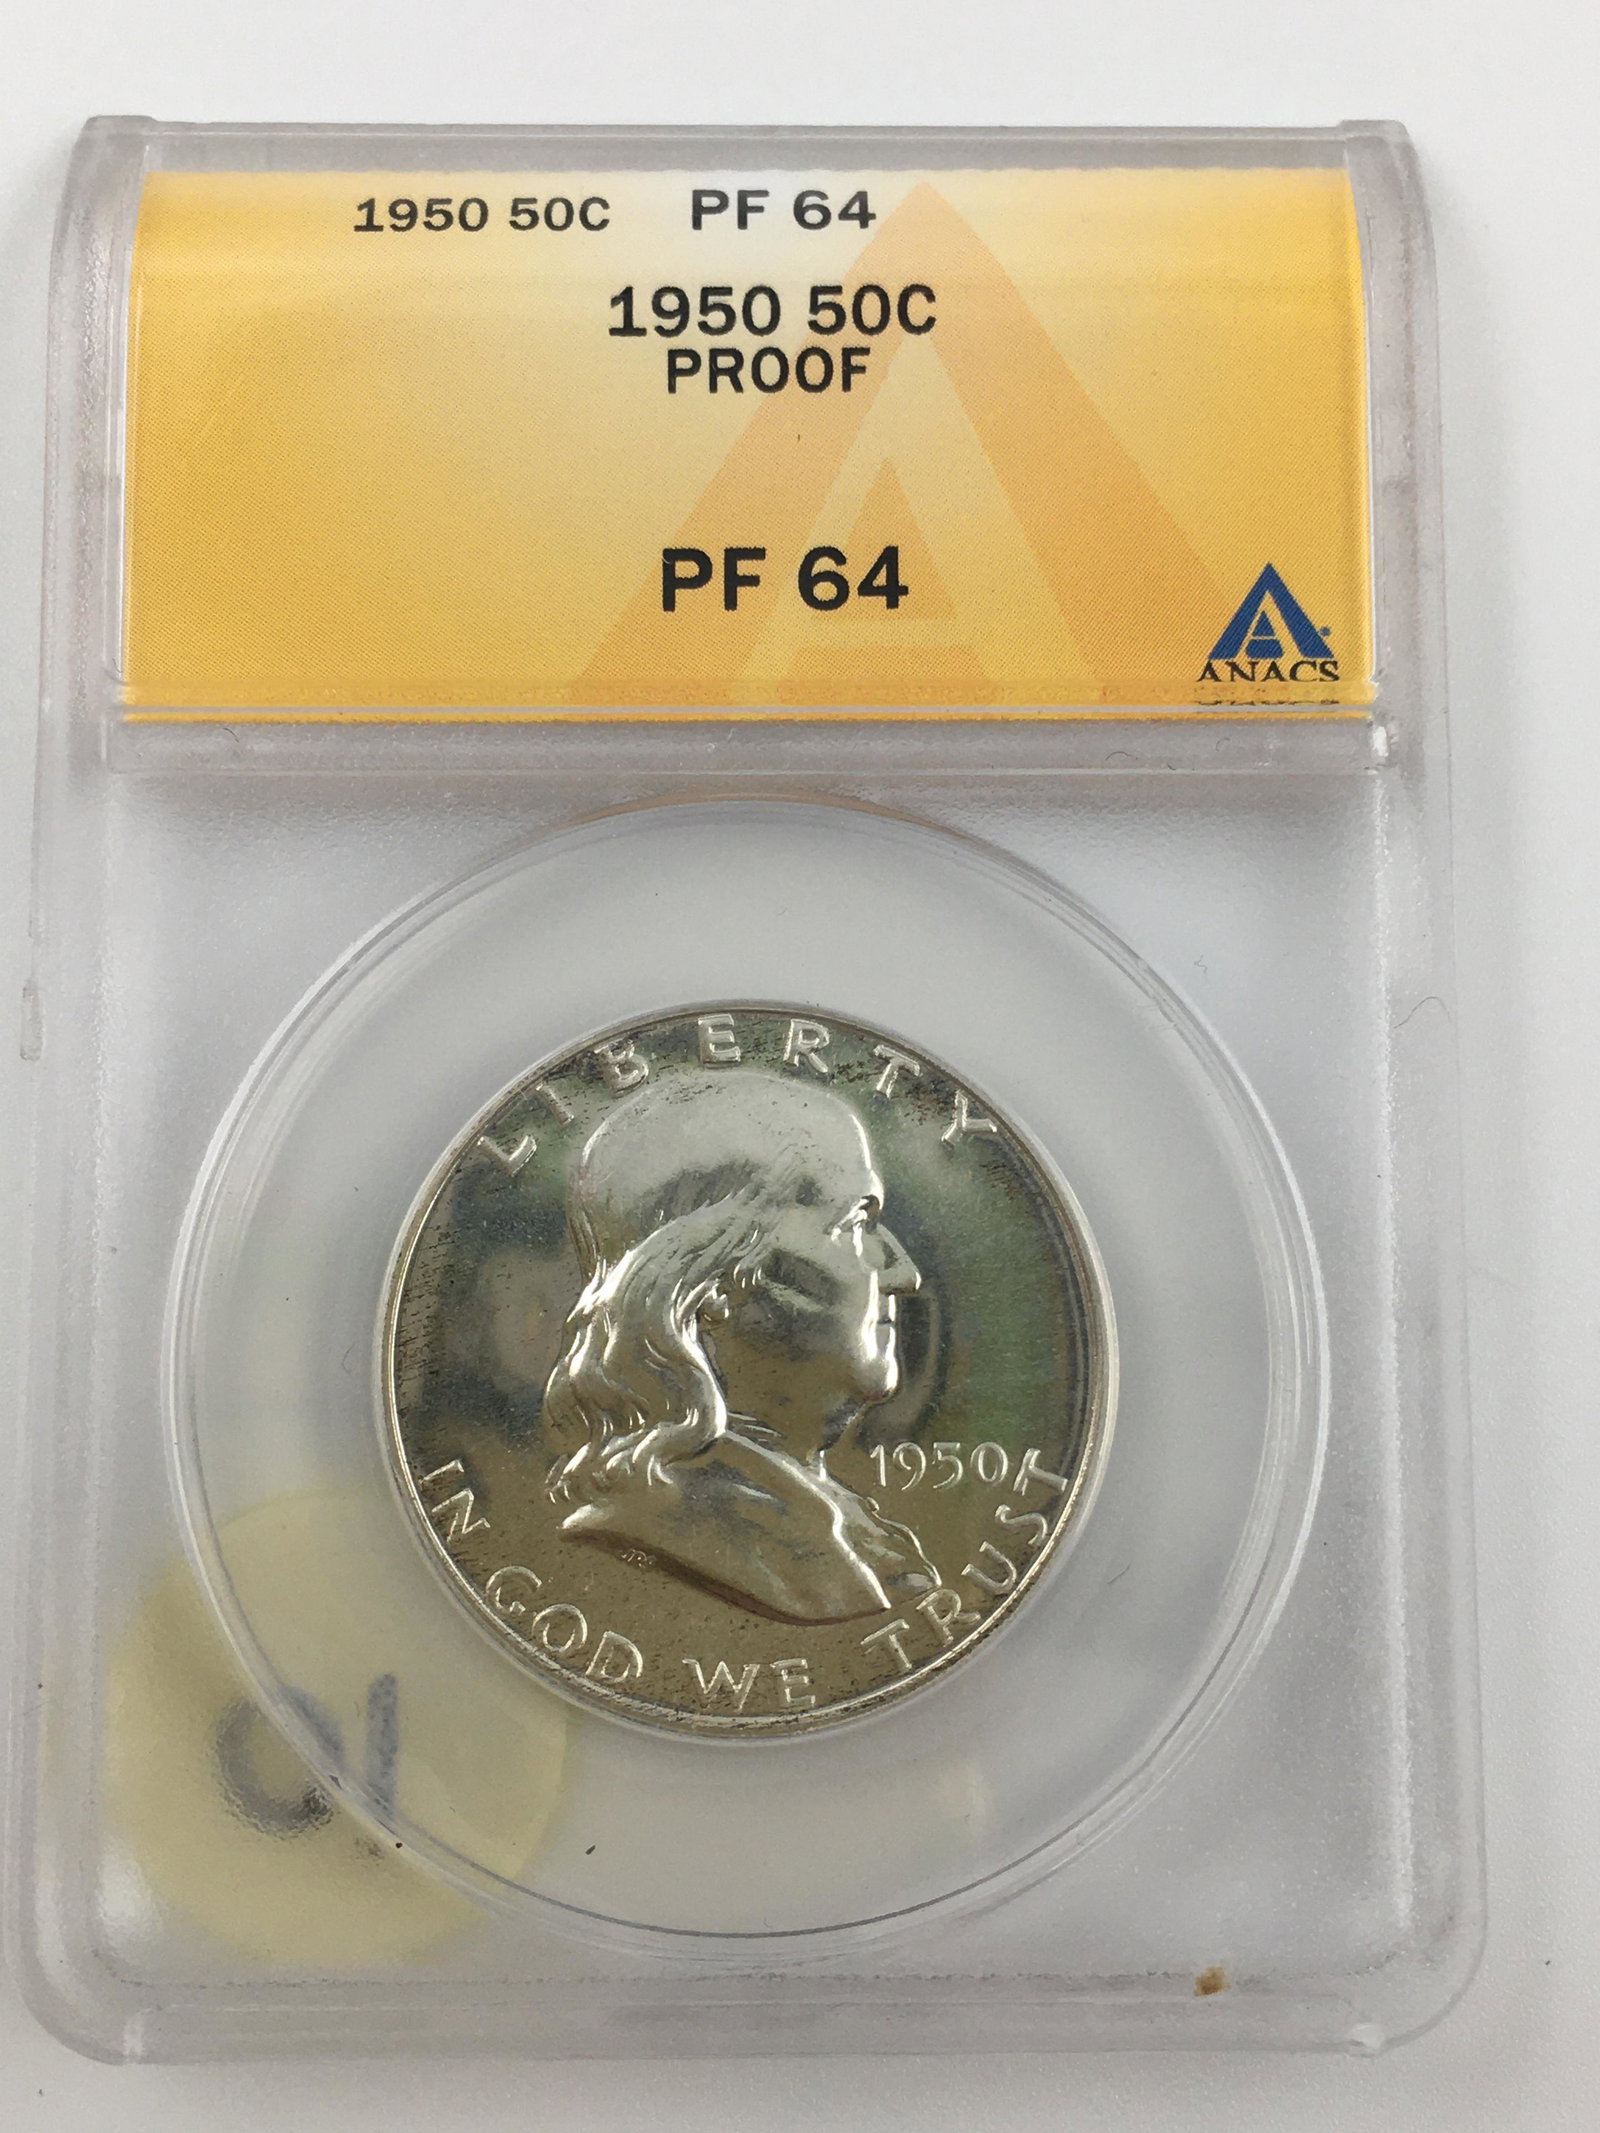 1950 50C PF 64
1950 50C
PROOF
PF 64
ANACS
LIBERTY
1950
IN GOD WE TRUST